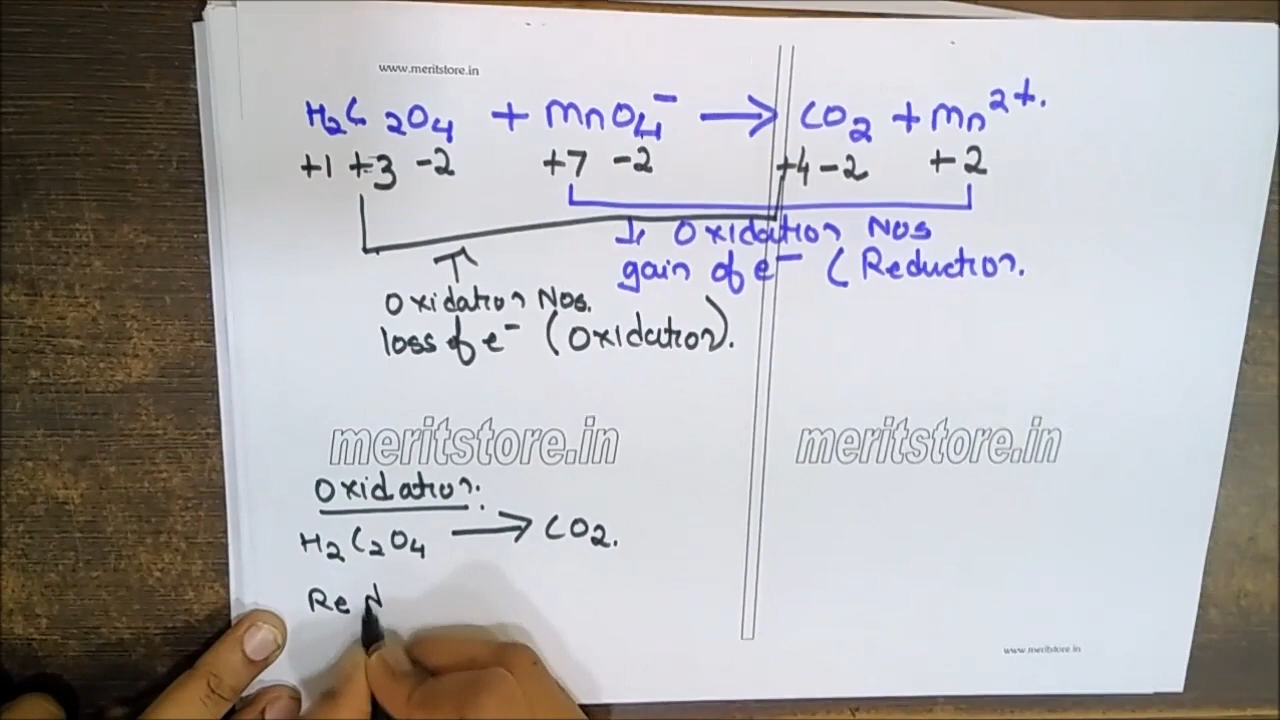 www.meritstore.in
H₂C₂O₄ + MnO₄⁻ → CO₂ + Mn²⁺.
+1 +3 -2 +7 -2 +4 -2 +2
↓ Oxidation Nos
gain of e⁻ (Reduction.
↑
Oxidation Nos.
loss of e⁻ (Oxidation).
meritstore.in meritstore.in
Oxidation.
H₂C₂O₄ → CO₂.
Red
www.meritstore.in